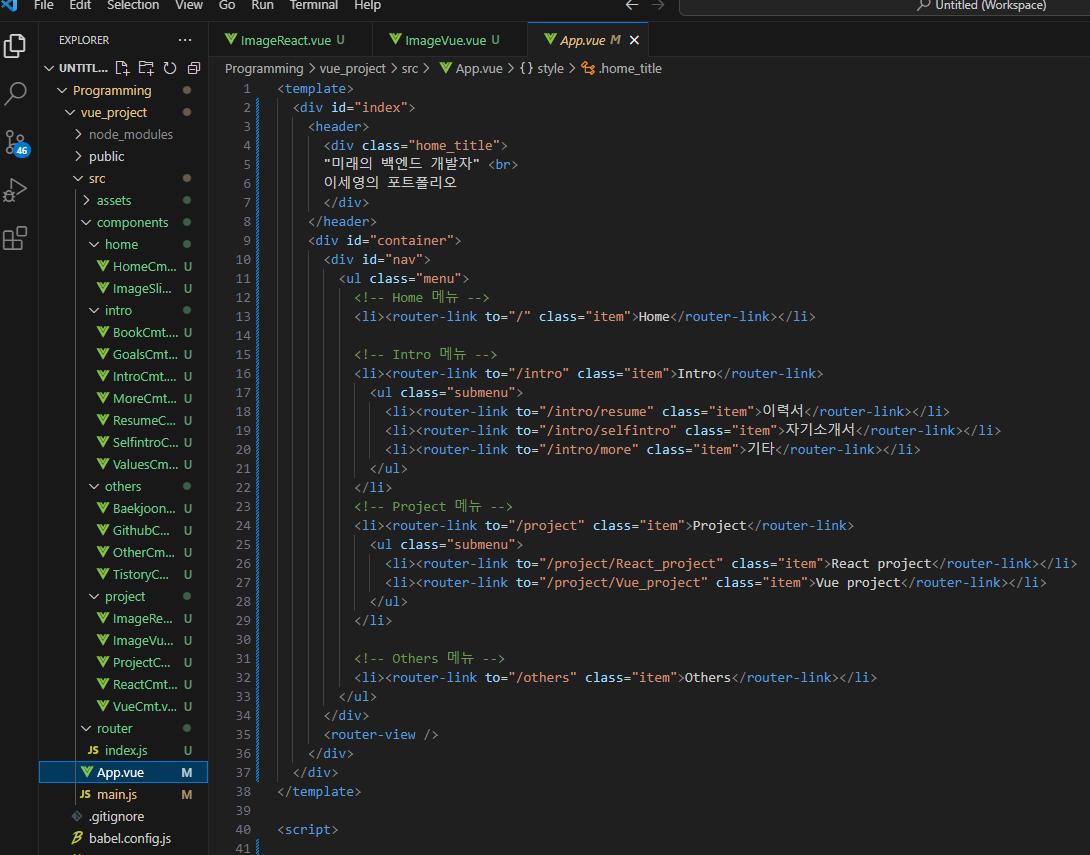 File Edit Selection View Go Run Terminal Help
Untitled (Workspace)
EXPLORER
UNTITL...
Programming
vue_project
node_modules
public
src
assets
components
home
HomeCm... U
ImageSli... U
intro
BookCmt.... U
GoalsCmt... U
IntroCmt.... U
MoreCmt... U
ResumeC... U
SelfintroC... U
ValuesCm... U
others
Baekjoon... U
GithubC... U
OtherCm... U
TistoryC... U
project
ImageRe... U
ImageVu... U
ProjectC... U
ReactCmt... U
VueCmt.v... U
router
JS index.js U
App.vue M
JS main.js M
.gitignore
babel.config.js
46
ImageReact.vue U ImageVue.vue U App.vue M
Programming > vue_project > src > App.vue > {} style > .home_title
1 <template>
2 <div id="index">
3 <header>
4 <div class="home_title">
5 "미래의 백엔드 개발자" <br>
6 이세영의 포트폴리오
7 </div>
8 </header>
9 <div id="container">
10 <div id="nav">
11 <ul class="menu">
12 <!-- Home 메뉴 -->
13 <li><router-link to="/" class="item">Home</router-link></li>
14
15 <!-- Intro 메뉴 -->
16 <li><router-link to="/intro" class="item">Intro</router-link>
17 <ul class="submenu">
18 <li><router-link to="/intro/resume" class="item">이력서</router-link></li>
19 <li><router-link to="/intro/selfintro" class="item">자기소개서</router-link></li>
20 <li><router-link to="/intro/more" class="item">기타</router-link></li>
21 </ul>
22 </li>
23 <!-- Project 메뉴 -->
24 <li><router-link to="/project" class="item">Project</router-link>
25 <ul class="submenu">
26 <li><router-link to="/project/React_project" class="item">React project</router-link></li>
27 <li><router-link to="/project/Vue_project" class="item">Vue project</router-link></li>
28 </ul>
29 </li>
30
31 <!-- Others 메뉴 -->
32 <li><router-link to="/others" class="item">Others</router-link></li>
33 </ul>
34 </div>
35 <router-view />
36 </div>
37 </div>
38 </template>
39
40 <script>
41